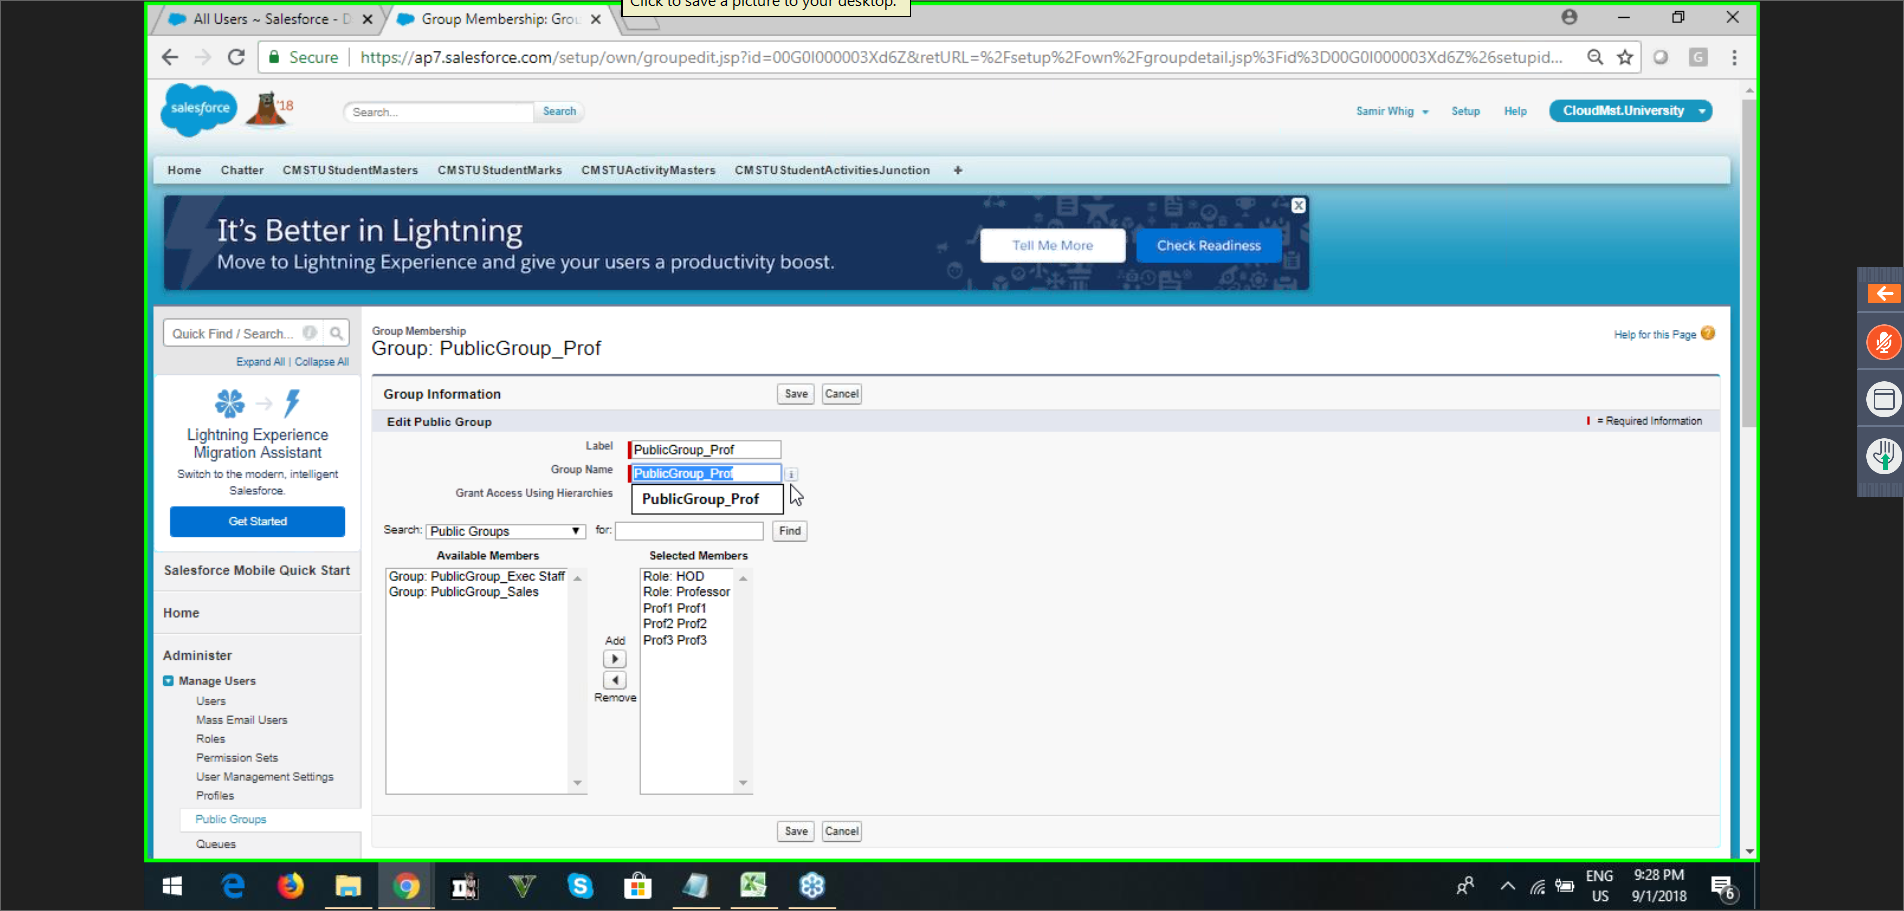 Click to save a picture to your desktop.
All Users ~ Salesforce - D
Group Membership: Grou
Secure
https://ap7.salesforce.com/setup/own/groupedit.jsp?id=00G0I000003Xd6Z&retURL=%2Fsetup%2Fown%2Fgroupdetail.jsp%3Fid%3D00G0I000003Xd6Z%26setupid...
G
salesforce
'18
Search...
Search
Samir Whig
Setup
Help
CloudMst.University
Home
Chatter
CMSTUStudentMasters
CMSTUStudentMarks
CMSTUActivityMasters
CMSTUStudentActivitiesJunction
+
It's Better in Lightning
Move to Lightning Experience and give your users a productivity boost.
Tell Me More
Check Readiness
Quick Find / Search...
Expand All | Collapse All
Lightning Experience
Migration Assistant
Switch to the modern, intelligent
Salesforce.
Get Started
Salesforce Mobile Quick Start
Home
Administer
Manage Users
Users
Mass Email Users
Roles
Permission Sets
User Management Settings
Profiles
Public Groups
Queues
Group Membership
Group: PublicGroup_Prof
Help for this Page
Group Information
Save
Cancel
Edit Public Group
= Required Information
Label
PublicGroup_Prof
Group Name
PublicGroup_Prof
i
Grant Access Using Hierarchies
PublicGroup_Prof
Search:
Public Groups
for:
Find
Available Members
Selected Members
Group: PublicGroup_Exec Staff
Group: PublicGroup_Sales
Role: HOD
Role: Professor
Prof1 Prof1
Prof2 Prof2
Prof3 Prof3
Add
Remove
Save
Cancel
ENG
US
9:28 PM
9/1/2018
6